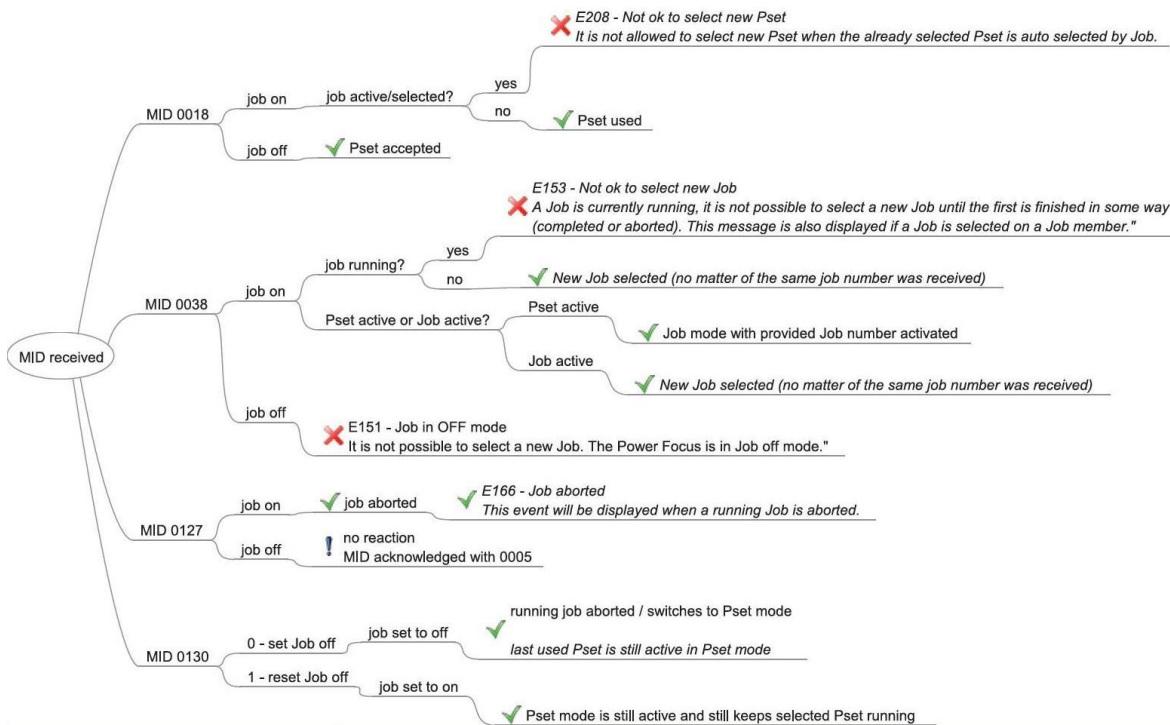 E208 - Not ok to select new Pset
It is not allowed to select new Pset when the already selected Pset is auto selected by Job.
yes
job on
job active/selected?
MID 0018
no
Pset used
job off
Pset accepted
E153 - Not ok to select new Job
A Job is currently running, it is not possible to select a new Job until the first is finished in some way
(completed or aborted). This message is also displayed if a Job is selected on a Job member."
yes
job running?
no
New Job selected (no matter of the same job number was received)
job on
MID 0038
Pset active or Job active?
Pset active
Job mode with provided Job number activated
Job active
New Job selected (no matter of the same job number was received)
MID received
job off
E151 - Job in OFF mode
It is not possible to select a new Job. The Power Focus is in Job off mode."
job on
job aborted
E166 - Job aborted
This event will be displayed when a running Job is aborted.
MID 0127
job off
no reaction
MID acknowledged with 0005
running job aborted / switches to Pset mode
0 - set Job off
job set to off
last used Pset is still active in Pset mode
MID 0130
1 - reset Job off
job set to on
Pset mode is still active and still keeps selected Pset running